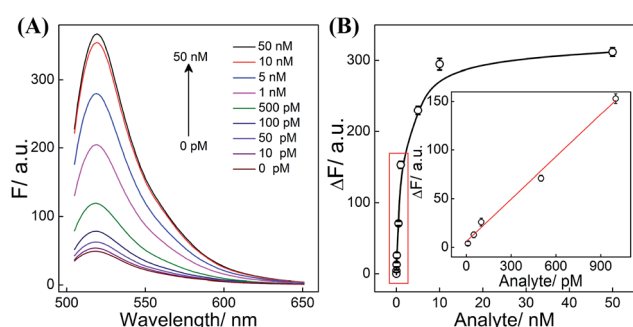 (A)
F/ a.u.
300
200
100
0
500
550
600
650
Wavelength/ nm
50 nM
0 pM
50 nM
10 nM
5 nM
1 nM
500 pM
100 pM
50 pM
10 pM
0 pM
(B)
ΔF/ a.u.
300
200
100
0
0
10
20
30
40
50
Analyte/ nM
ΔF/ a.u.
150
100
50
0
0
300
600
900
Analyte/ pM